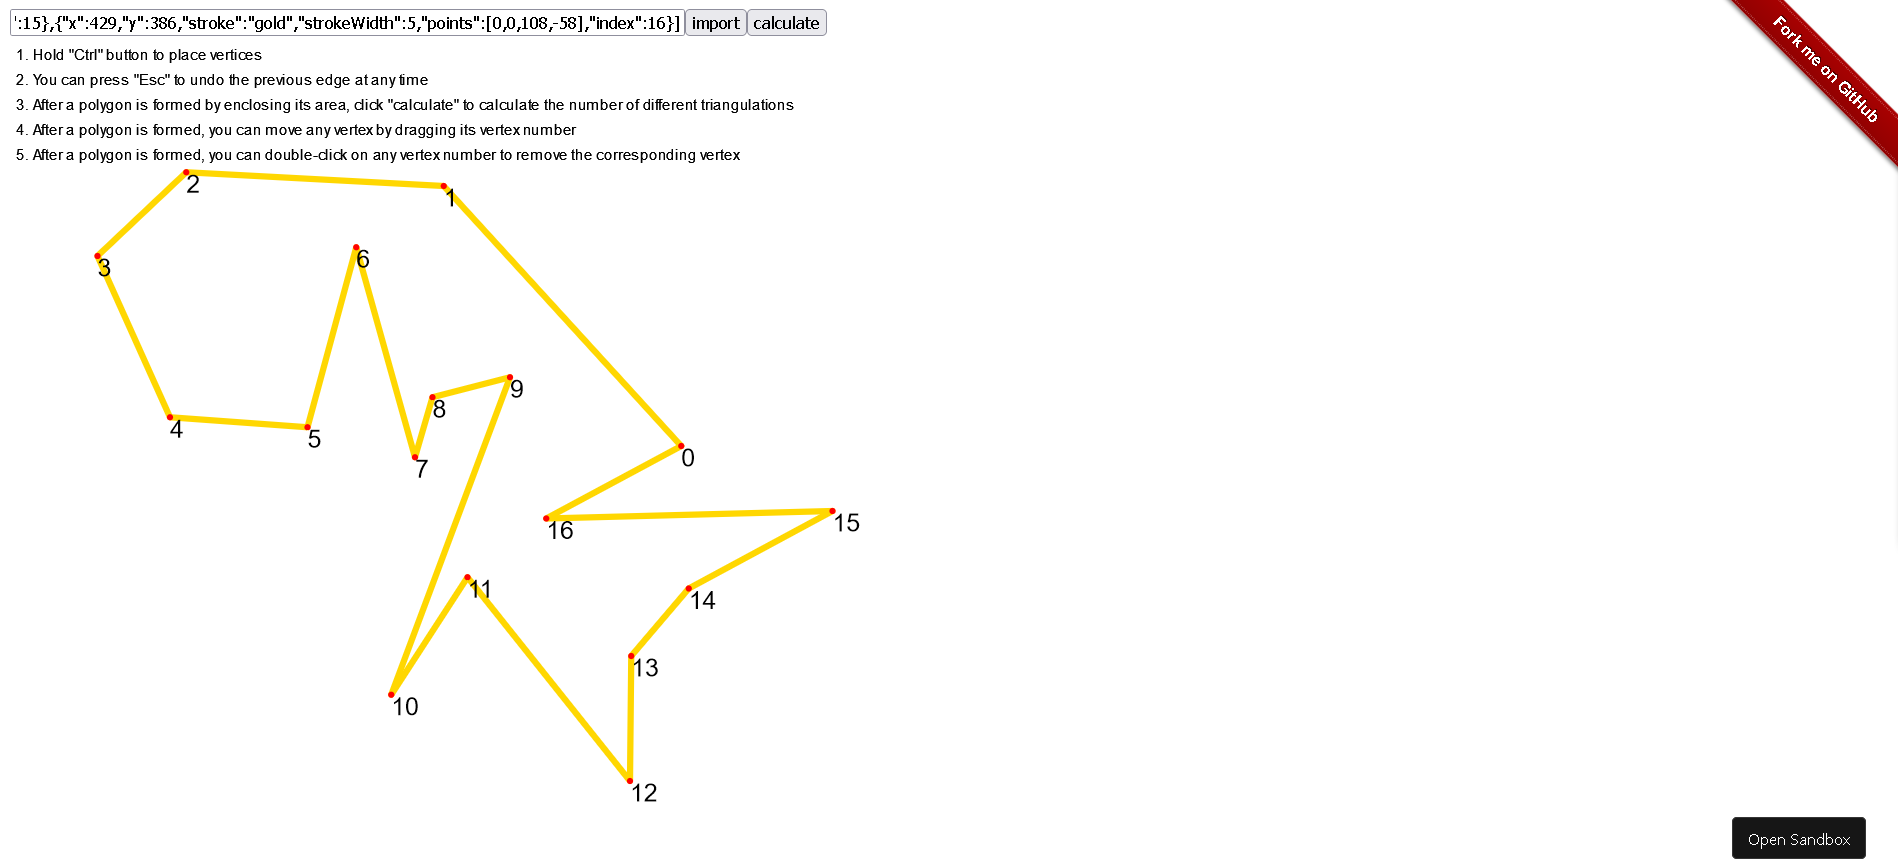 ':15},{"x":429,"y":386,"stroke":"gold","strokeWidth":5,"points":[0,0,108,-58],"index":16}] import calculate
1. Hold "Ctrl" button to place vertices
2. You can press "Esc" to undo the previous edge at any time
3. After a polygon is formed by enclosing its area, click "calculate" to calculate the number of different triangulations
4. After a polygon is formed, you can move any vertex by dragging its vertex number
5. After a polygon is formed, you can double-click on any vertex number to remove the corresponding vertex
Fork me on GitHub
2
1
6
3
9
8
4
5
0
7
15
16
11
14
13
10
12
Open Sandbox